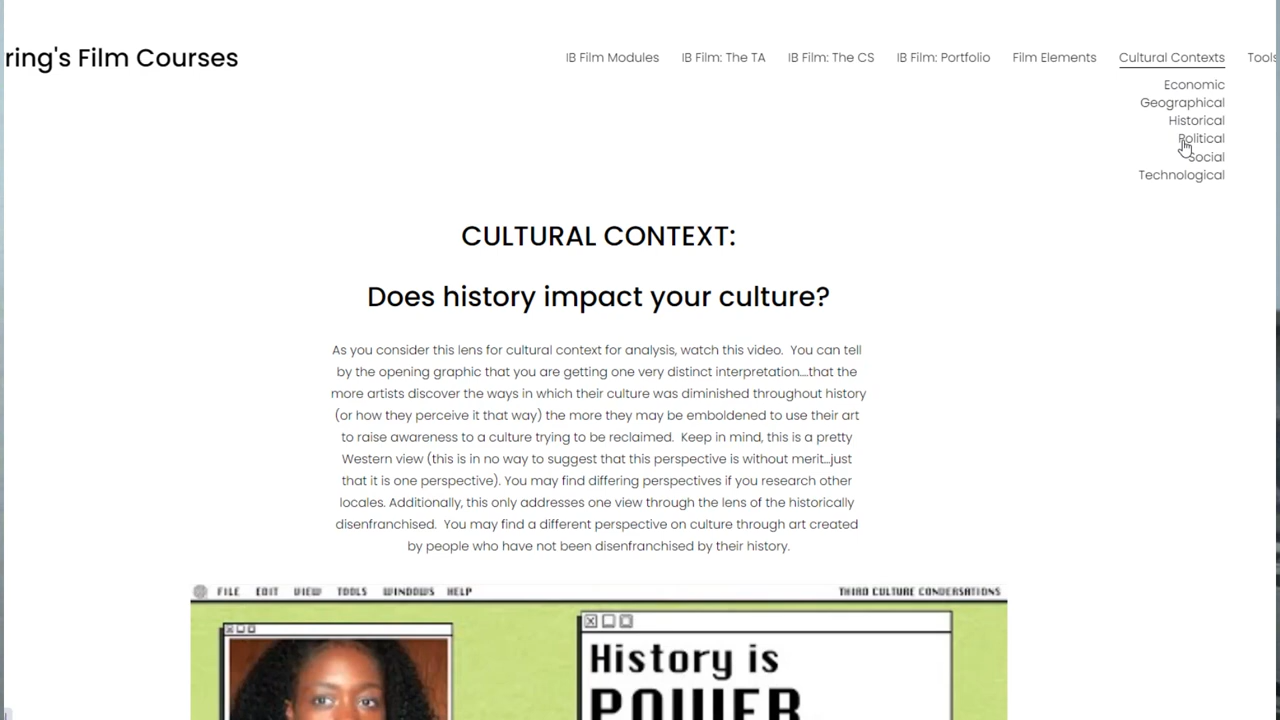 ring's Film Courses
IB Film Modules IB Film: The TA IB Film: The CS IB Film: Portfolio Film Elements Cultural Contexts Tools
Economic
Geographical
Historical
Political
Social
Technological
CULTURAL CONTEXT:
Does history impact your culture?
As you consider this lens for cultural context for analysis, watch this video. You can tell
by the opening graphic that you are getting one very distinct interpretation....that the
more artists discover the ways in which their culture was diminished throughout history
(or how they perceive it that way) the more they may be emboldened to use their art
to raise awareness to a culture trying to be reclaimed. Keep in mind, this is a pretty
Western view (this is in no way to suggest that this perspective is without merit...just
that it is one perspective). You may find differing perspectives if you research other
locales. Additionally, this only addresses one view through the lens of the historically
disenfranchised. You may find a different perspective on culture through art created
by people who have not been disenfranchised by their history.
FILE EDIT VIEW TOOLS WINDOWS HELP THIRD CULTURE CONVERSATIONS
History is
POWER